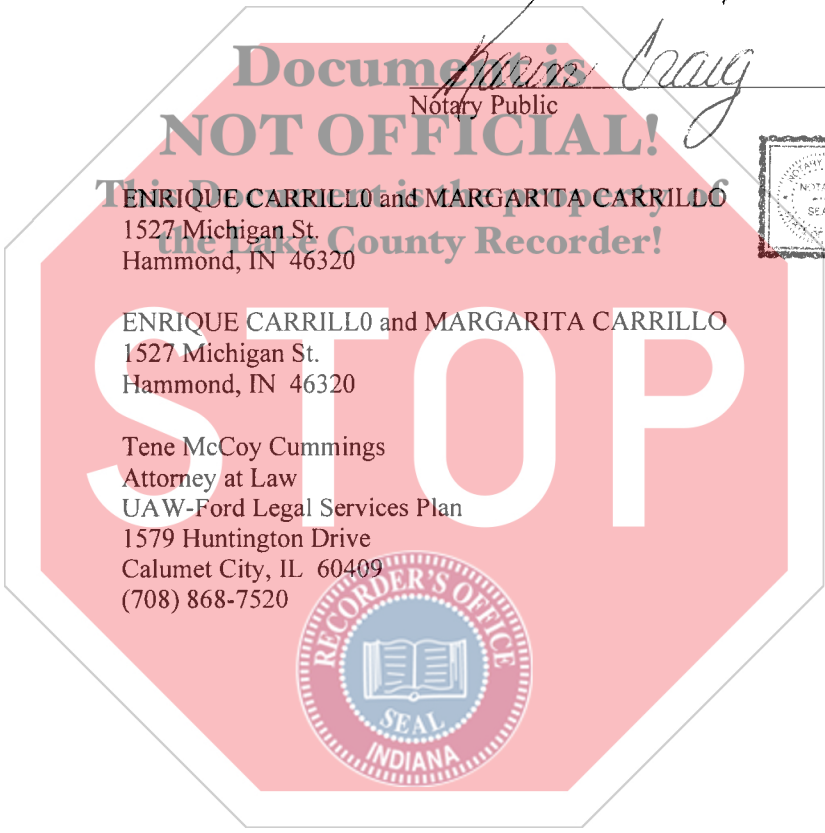 Document is
Karin Craig
Notary Public
NOT OFFICIAL!
This Document is the property of
ENRIQUE CARRILL0 and MARGARITA CARRILLO
1527 Michigan St.
the Lake County Recorder!
Hammond, IN 46320
ENRIQUE CARRILL0 and MARGARITA CARRILLO
1527 Michigan St.
Hammond, IN 46320
STOP
Tene McCoy Cummings
Attorney at Law
UAW-Ford Legal Services Plan
1579 Huntington Drive
Calumet City, IL 60409
(708) 868-7520
RECORDER'S OFFICE
SEAL
INDIANA